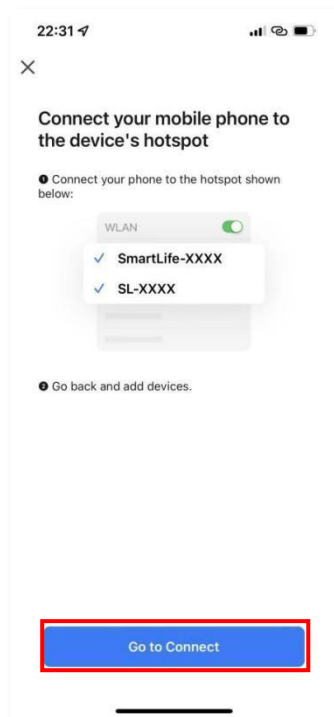 22:31
Connect your mobile phone to
the device's hotspot
❶ Connect your phone to the hotspot shown
below:
WLAN
✓ SmartLife-XXXX
✓ SL-XXXX
❷ Go back and add devices.
Go to Connect